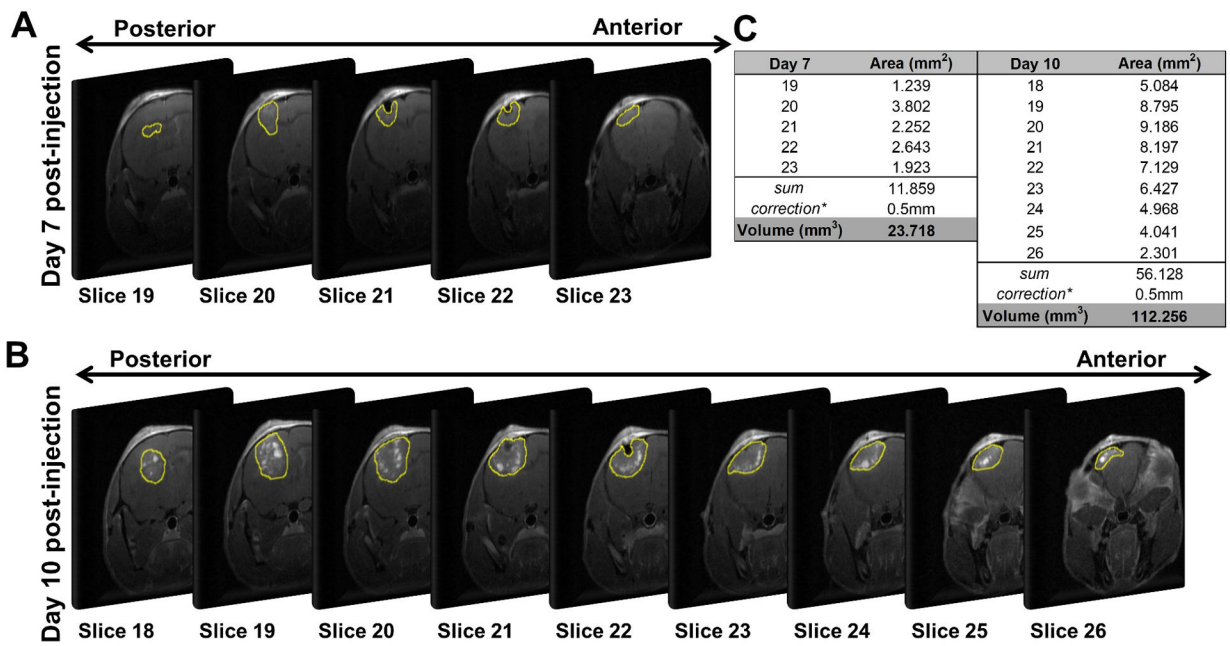 A
Posterior Anterior
Day 7 post-injection
Slice 19 Slice 20 Slice 21 Slice 22 Slice 23
C
Day 7 Area (mm²) Day 10 Area (mm²)
19 1.239 18 5.084
20 3.802 19 8.795
21 2.252 20 9.186
22 2.643 21 8.197
23 1.923 22 7.129
sum 11.859 23 6.427
correction* 0.5mm 24 4.968
Volume (mm³) 23.718 25 4.041
26 2.301
sum 56.128
correction* 0.5mm
Volume (mm³) 112.256
B
Posterior Anterior
Day 10 post-injection
Slice 18 Slice 19 Slice 20 Slice 21 Slice 22 Slice 23 Slice 24 Slice 25 Slice 26